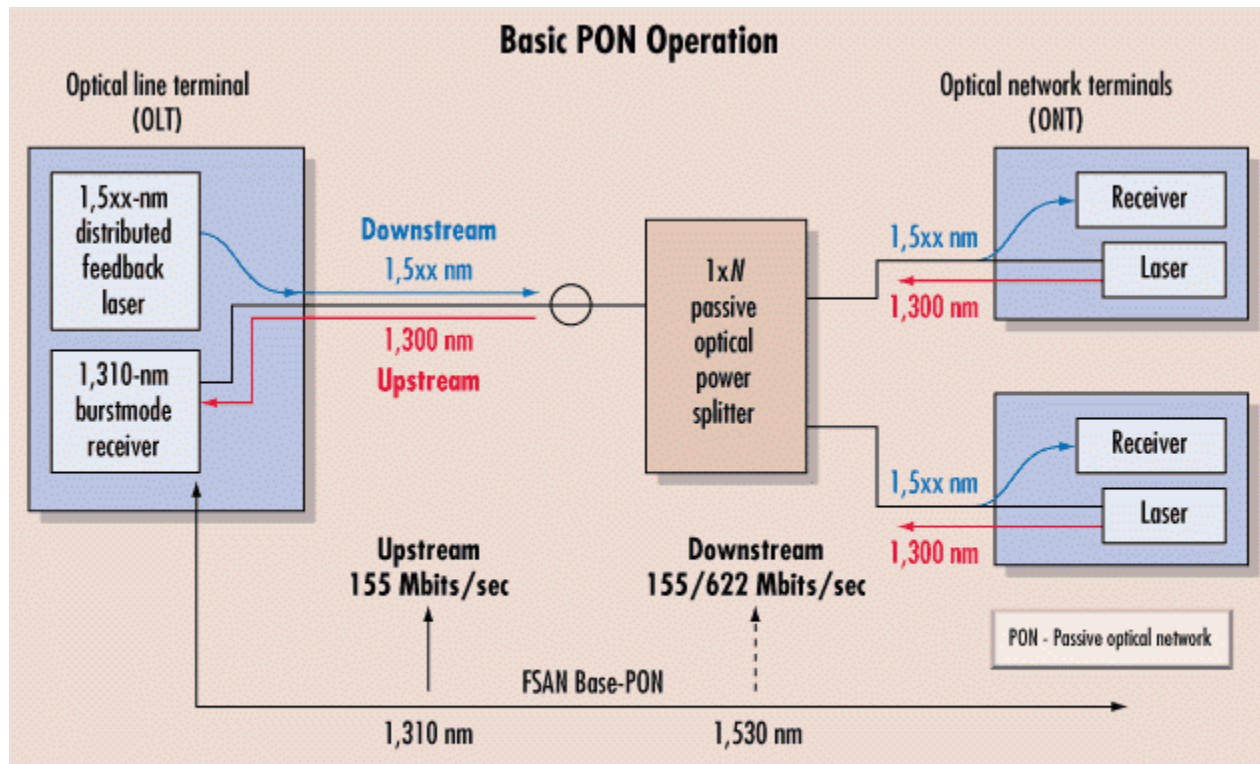 Basic PON Operation
Optical line terminal
(OLT)
Optical network terminals
(ONT)
1,5xx-nm
distributed
feedback
laser
1,310-nm
burstmode
receiver
Downstream
1,5xx nm
1,300 nm
Upstream
1xN
passive
optical
power
splitter
1,5xx nm
1,300 nm
Receiver
Laser
1,5xx nm
1,300 nm
Receiver
Laser
Upstream
155 Mbits/sec
Downstream
155/622 Mbits/sec
PON - Passive optical network
FSAN Base-PON
1,310 nm
1,530 nm